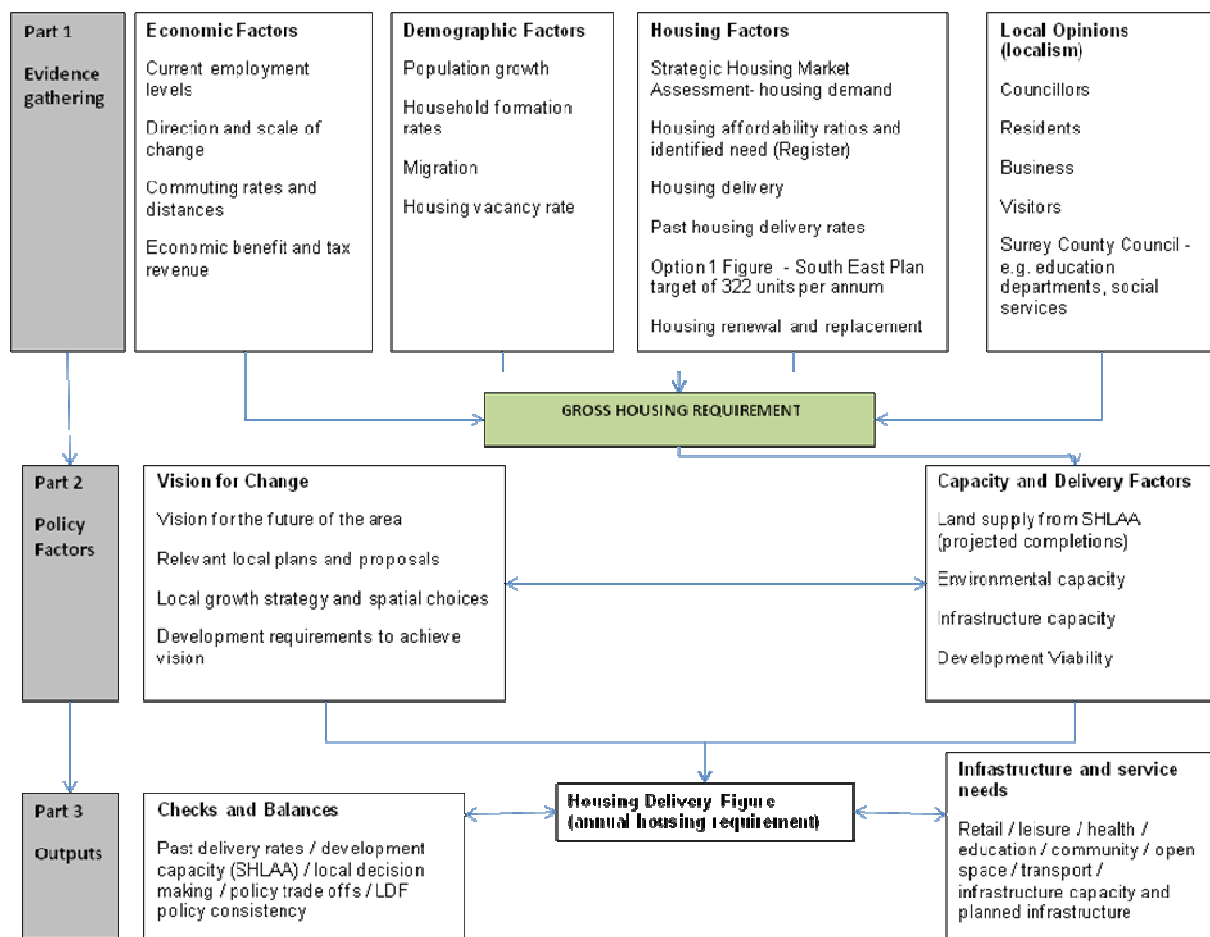 Part 1
Evidence
gathering
Economic Factors
Current employment
levels
Direction and scale of
change
Commuting rates and
distances
Economic benefit and tax
revenue
Demographic Factors
Population growth
Household formation
rates
Migration
Housing vacancy rate
Housing Factors
Strategic Housing Market
Assessment- housing demand
Housing affordability ratios and
identified need (Register)
Housing delivery
Past housing delivery rates
Option 1 Figure - South East Plan
target of 322 units per annum
Housing renewal and replacement
Local Opinions
(localism)
Councillors
Residents
Business
Visitors
Surrey County Council -
e.g. education
departments, social
services
GROSS HOUSING REQUIREMENT
Part 2
Policy
Factors
Vision for Change
Vision for the future of the area
Relevant local plans and proposals
Local growth strategy and spatial choices
Development requirements to achieve
vision
Capacity and Delivery Factors
Land supply from SHLAA
(projected completions)
Environmental capacity
Infrastructure capacity
Development Viability
Part 3
Outputs
Checks and Balances
Past delivery rates / development
capacity (SHLAA) / local decision
making / policy trade offs / LDF
policy consistency
Housing Delivery Figure
(annual housing requirement)
Infrastructure and service
needs
Retail / leisure / health /
education / community / open
space / transport /
infrastructure capacity and
planned infrastructure